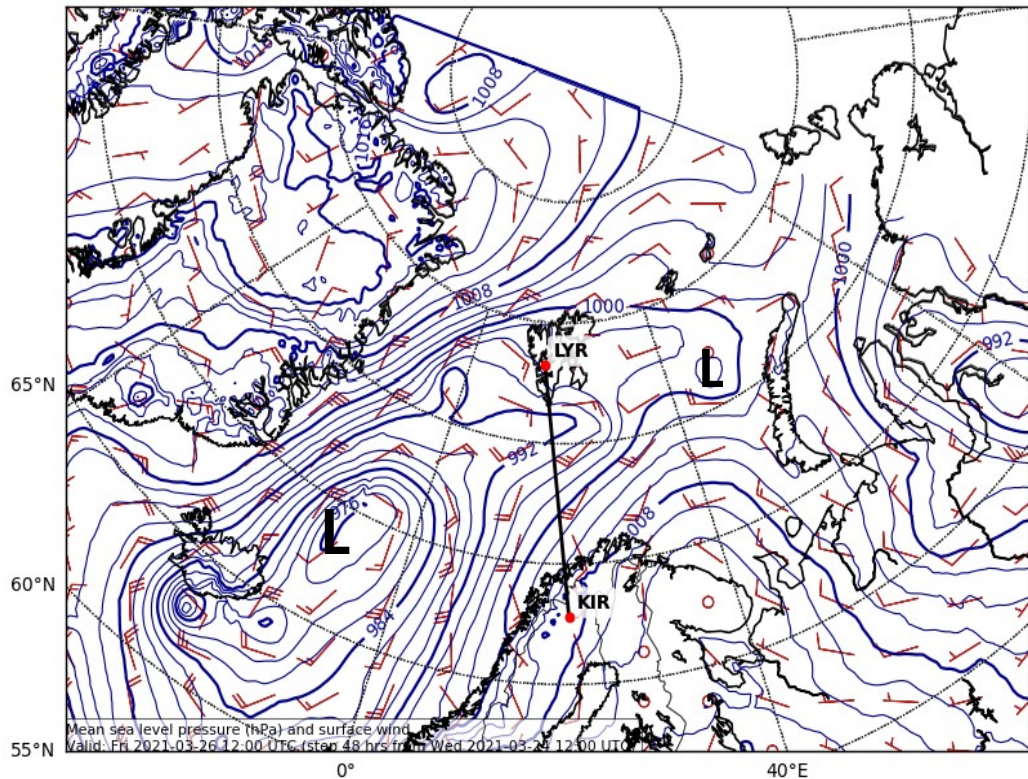 1016
1008
1016
1000
1008
1000
992
LYR
L
65°N
992
976
1008
L
KIR
60°N
984
Mean sea level pressure (hPa) and surface wind
55°N
Valid: Fri 2021-03-26 12:00 UTC (step 48 hrs from Wed 2021-03-24 12:00 UTC)
0°
40°E